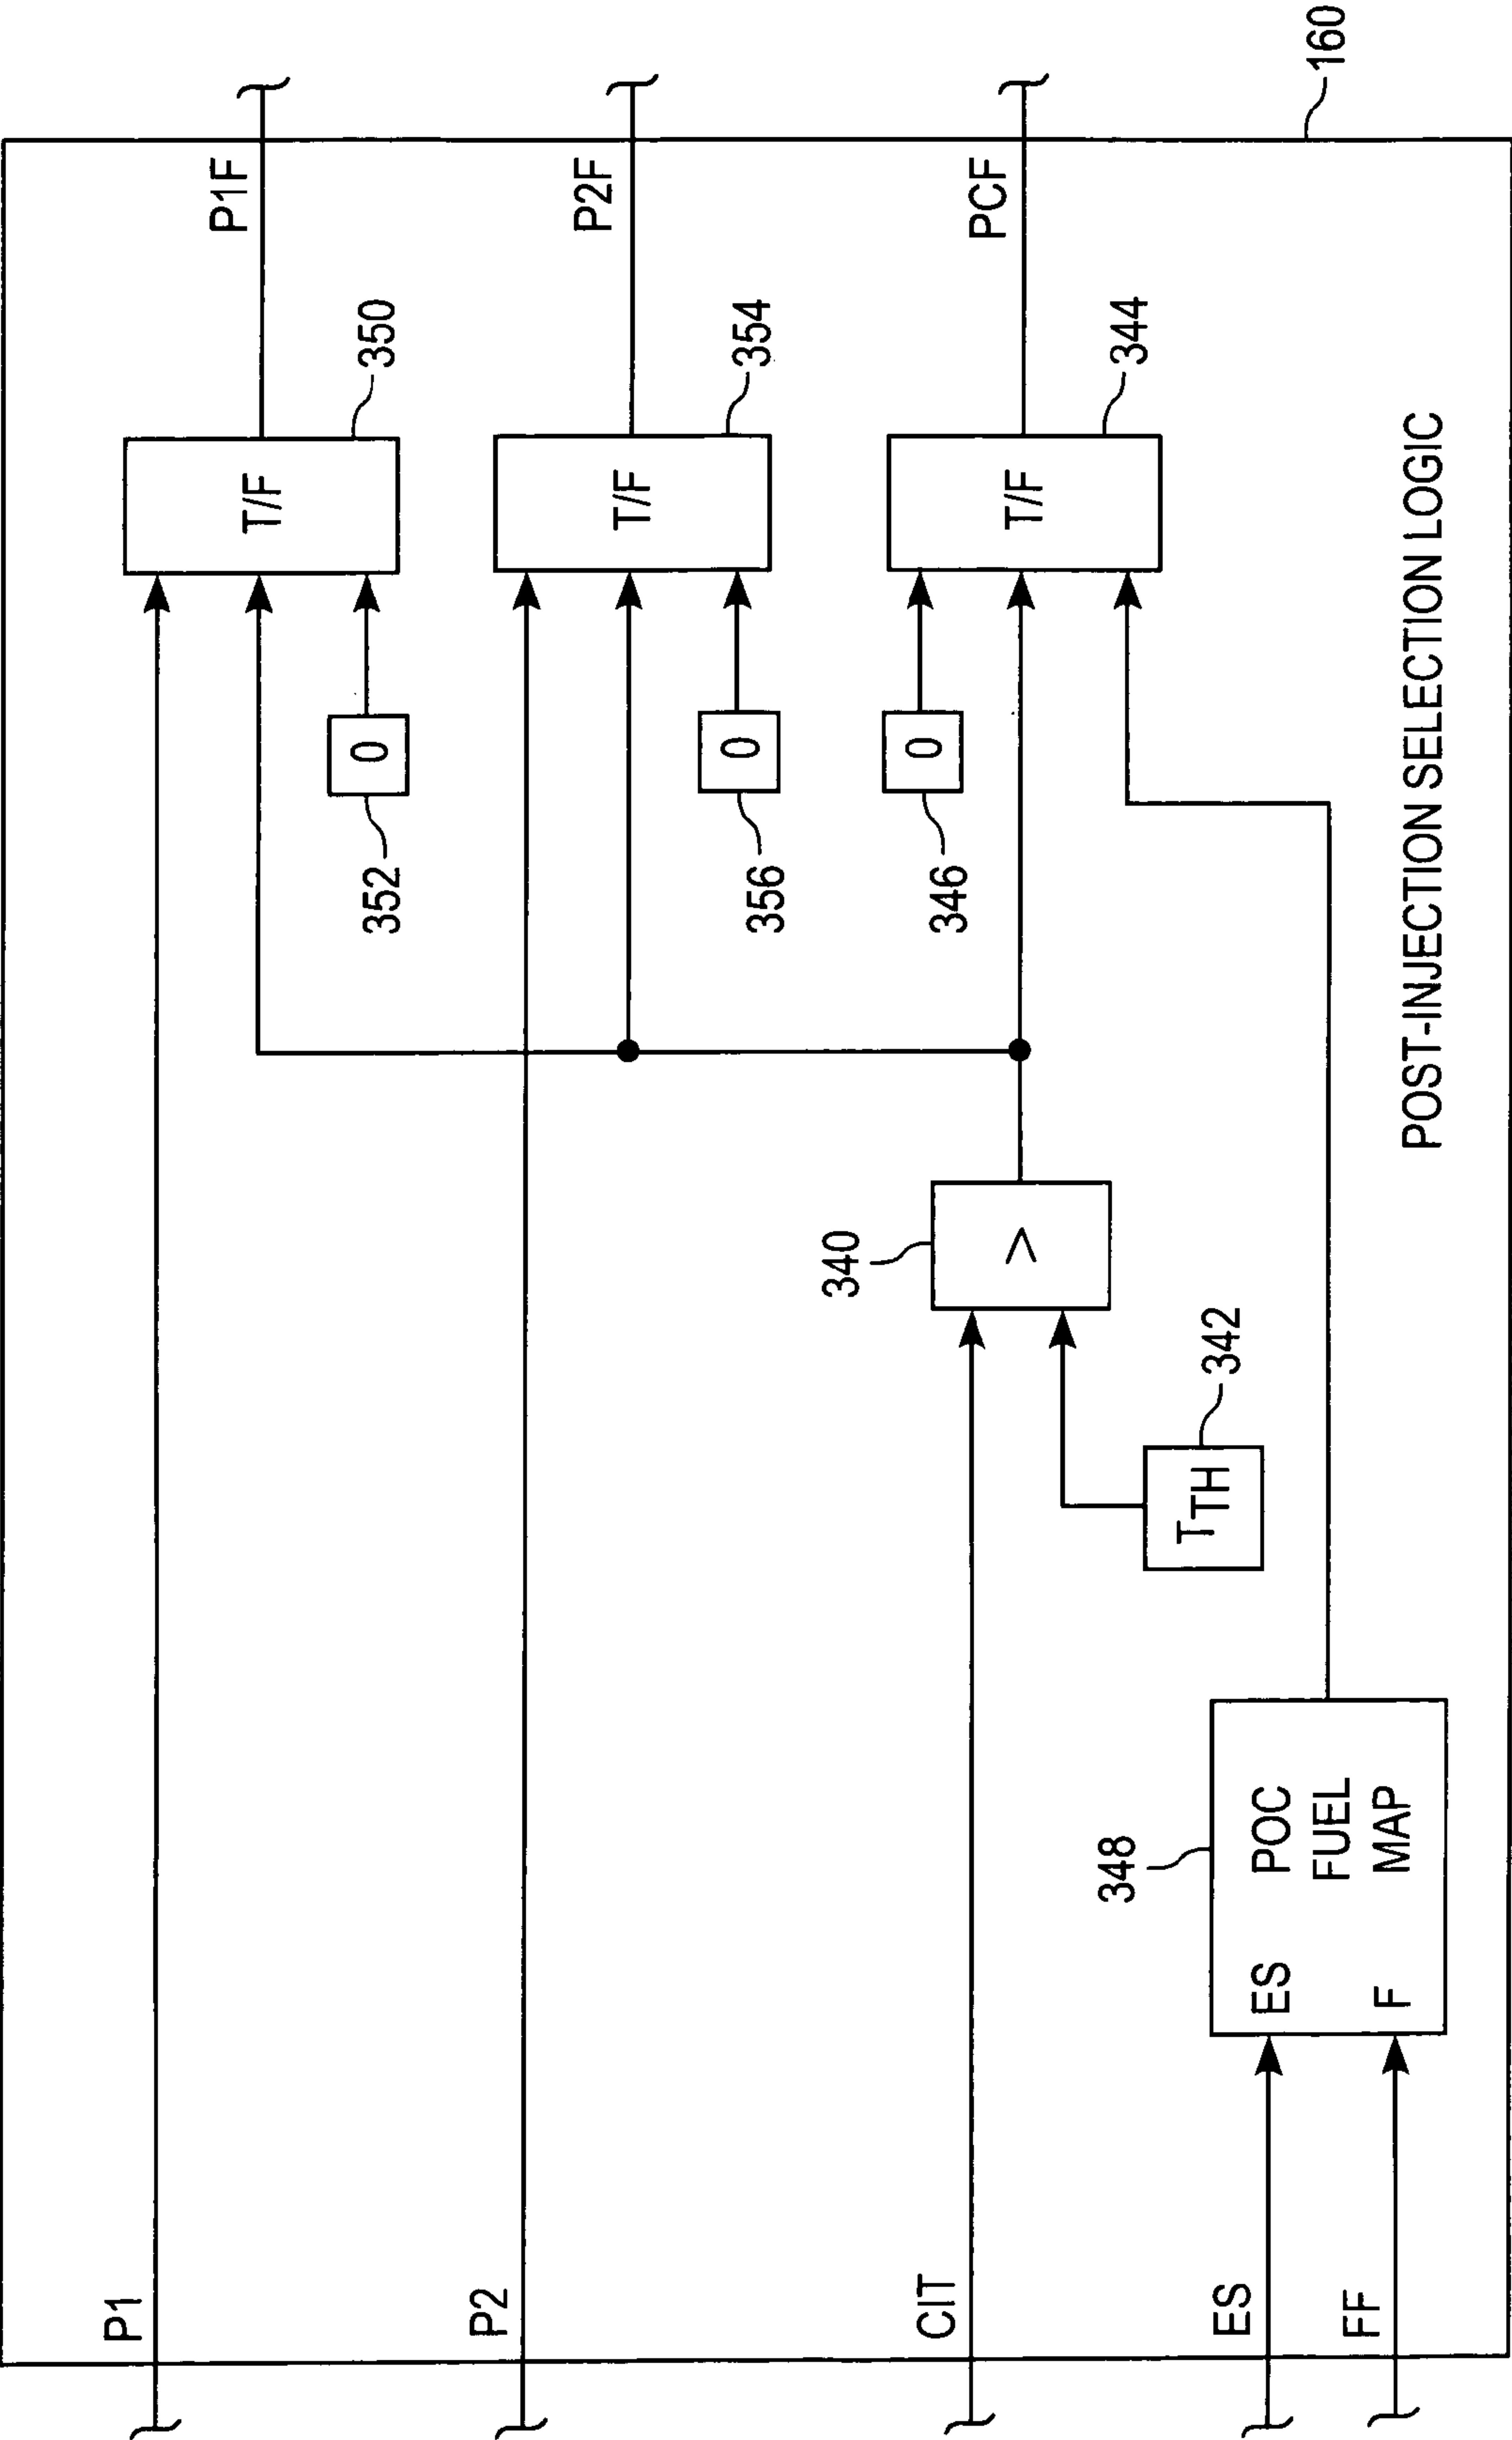 P1
P1F
T/F
350
0
352
P2
P2F
T/F
354
0
356
CIT
PCF
T/F
344
0
346
340
>
T TH
342
348
ES
ES
POC
FUEL
MAP
FF
F
POST-INJECTION SELECTION LOGIC
160